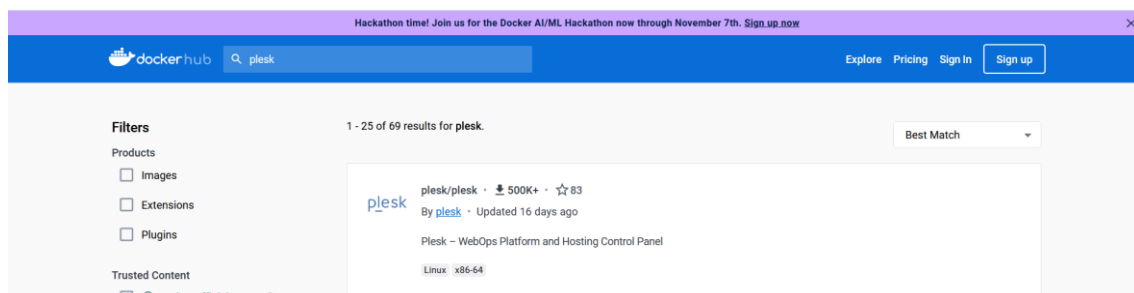 Hackathon time! Join us for the Docker AI/ML Hackathon now through November 7th. Sign up now
dockerhub
plesk
Explore Pricing Sign In Sign up
Filters
1 - 25 of 69 results for plesk.
Best Match
Products
Images
Extensions
Plugins
Trusted Content
plesk
plesk/plesk · 500K+ · 83
By plesk · Updated 16 days ago
Plesk – WebOps Platform and Hosting Control Panel
Linux x86-64